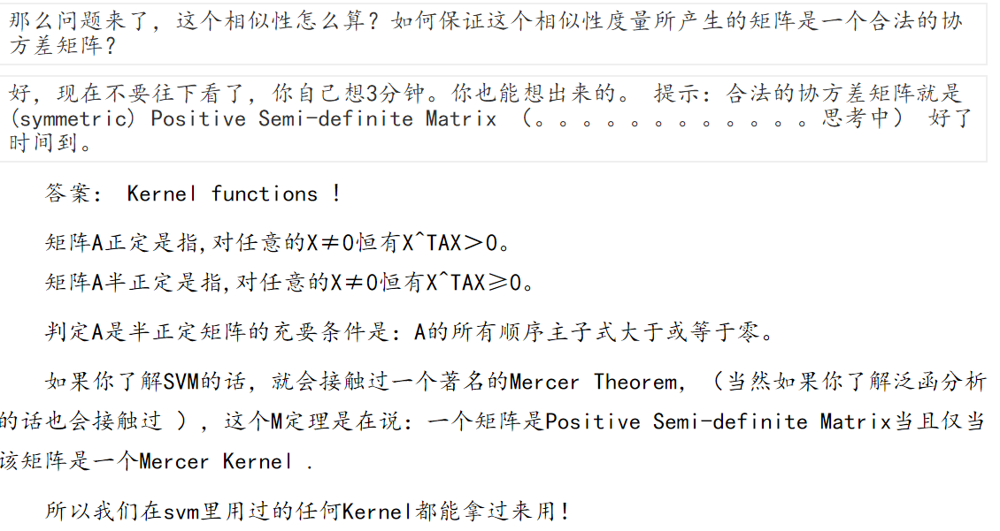 那么问题来了，这个相似性怎么算？如何保证这个相似性度量所产生的矩阵是一个合法的协
方差矩阵？
好，现在不要往下看了，你自己想3分钟。你也能想出来的。 提示：合法的协方差矩阵就是
(symmetric) Positive Semi-definite Matrix （。。。。。。。。。。。。思考中） 好了
时间到。
答案： Kernel functions ！
矩阵A正定是指,对任意的X≠0恒有X^TAX＞0。
矩阵A半正定是指,对任意的X≠0恒有X^TAX≥0。
判定A是半正定矩阵的充要条件是：A的所有顺序主子式大于或等于零。
如果你了解SVM的话，就会接触过一个著名的Mercer Theorem，（当然如果你了解泛函分析
的话也会接触过 ），这个M定理是在说：一个矩阵是Positive Semi-definite Matrix当且仅当
该矩阵是一个Mercer Kernel .
所以我们在svm里用过的任何Kernel都能拿过来用！